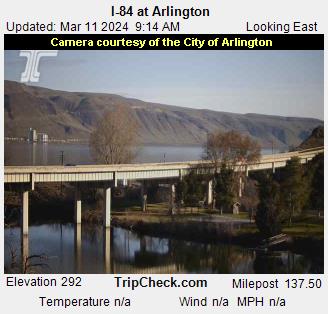 I-84 at Arlington
Updated: Mar 11 2024 9:14 AM Looking East
Camera courtesy of the City of Arlington
Elevation 292 TripCheck.com Milepost 137.50
Temperature n/a Wind n/a MPH n/a